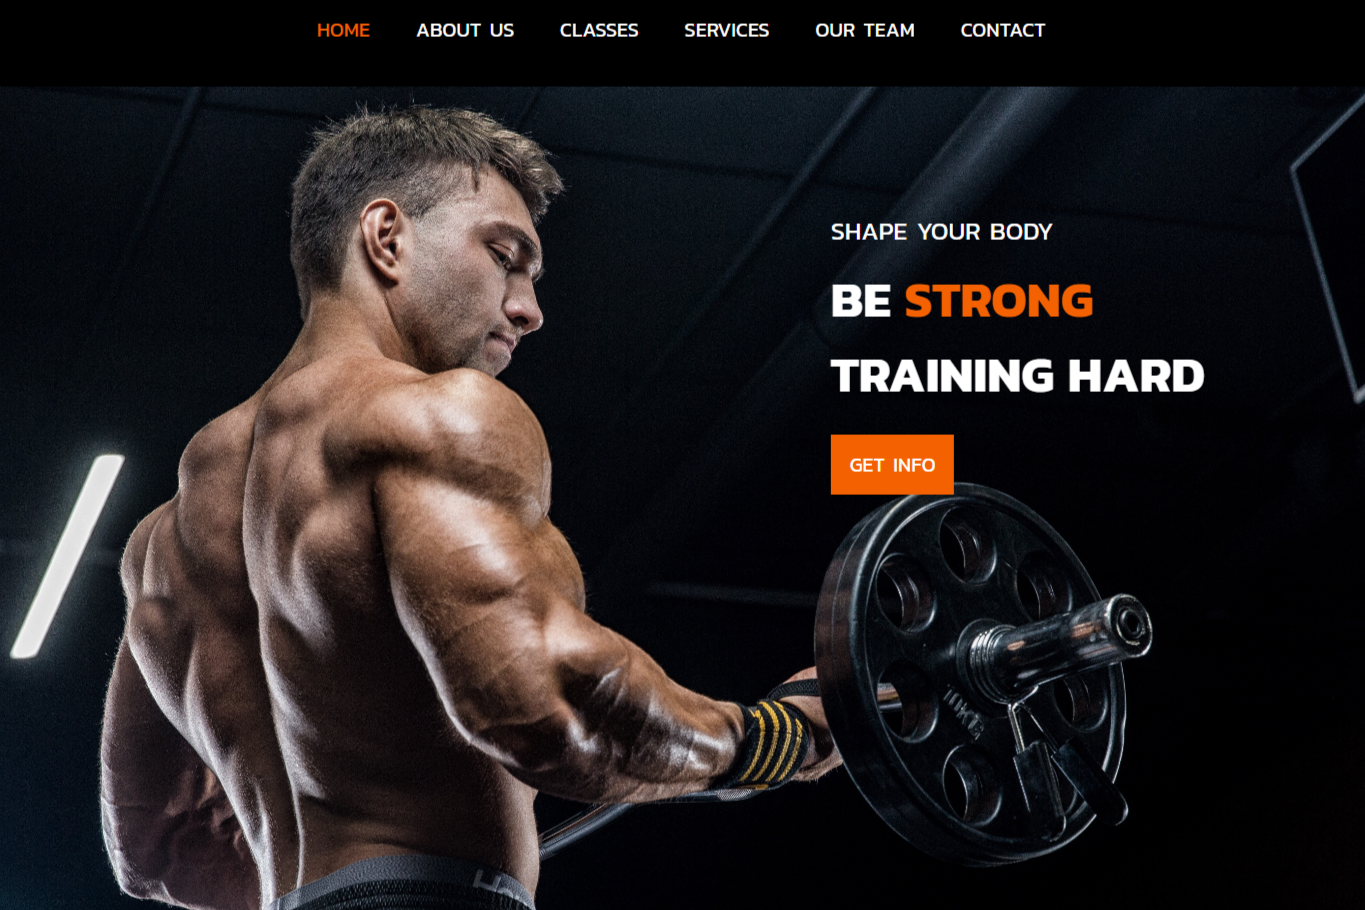 HOME ABOUT US CLASSES SERVICES OUR TEAM CONTACT
SHAPE YOUR BODY
BE STRONG
TRAINING HARD
GET INFO